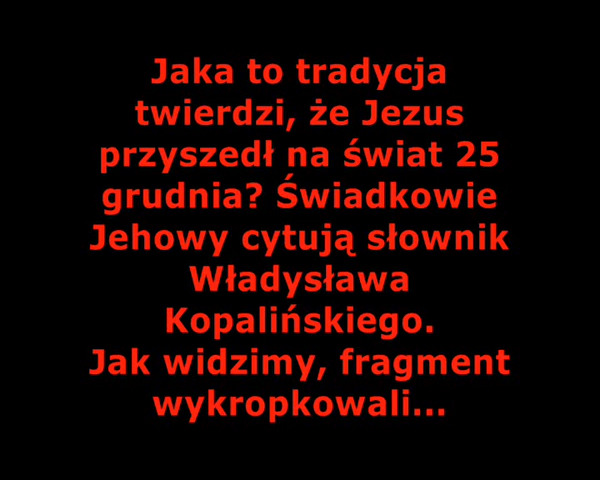 Jaka to tradycja
twierdzi, że Jezus
przyszedł na świat 25
grudnia? Świadkowie
Jehowy cytują słownik
Władysława
Kopalińskiego.
Jak widzimy, fragment
wykropkowali...